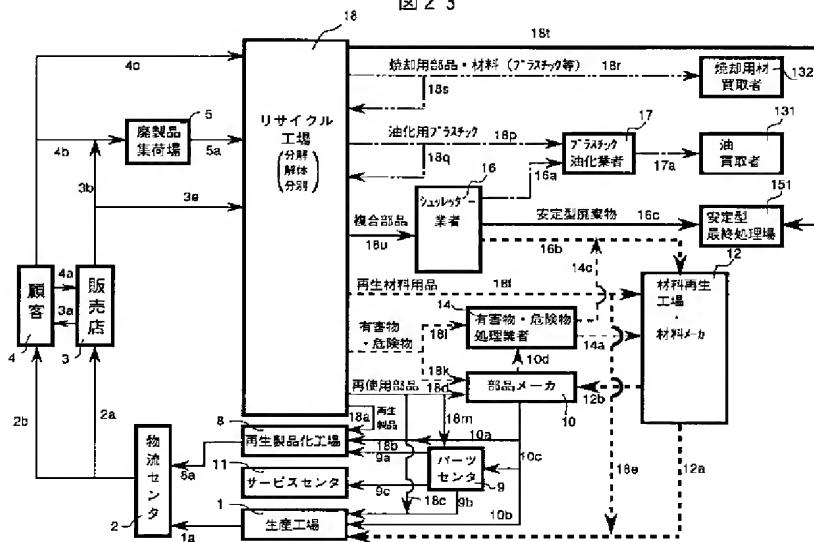 図23
18
18t
4c
焼却用部品・材料（プラスチック等）
18r
18s
焼却用材
買取者
132
5
廃製品
集荷場
4b
5a
3b
3e
リサイクル
工場
(分解
解体
分別)
油化用プラスチック
18p
18q
16a
17
プラスチック
油化業者
17a
131
油
買取者
16
シュレッダー
業者
複合部品
18u
安定型廃棄物
16c
16b
151
安定型
最終処理場
14c
12
材料再生
工場
・
材料メーカ
再生材料用品
18f
顧客
4
4a
3a
販売店
3
有害物
・危険物
18j
14
有害物・危険物
処理業者
14a
10d
18k
再使用部品
18d
部品メーカ
10
12b
2b
2a
18a
再生
製品
18m
8
再生製品化工場
10a
18b
9a
10c
パーツ
センタ
9
18e
12a
物流センタ
2
8a
11
サービスセンタ
9c
18c
9b
1
生産工場
10b
1a